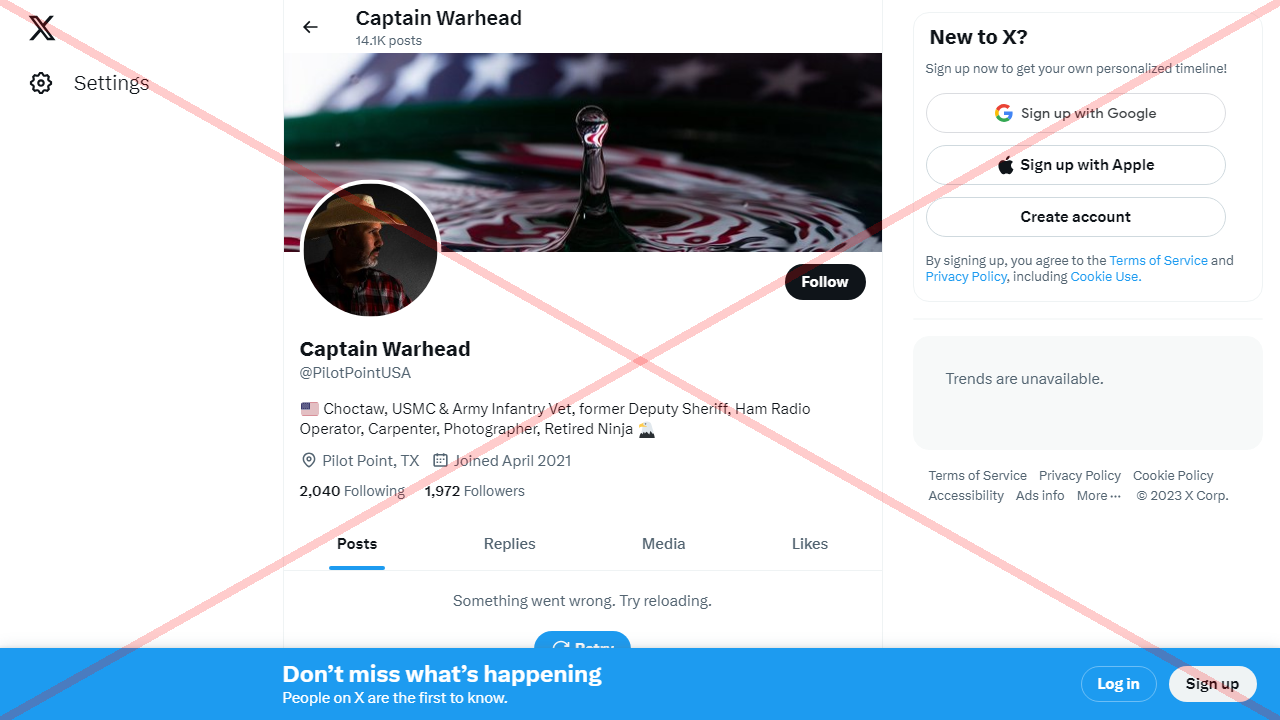 Captain Warhead
14.1K posts
Settings
Follow
Captain Warhead
@PilotPointUSA
Choctaw, USMC & Army Infantry Vet, former Deputy Sheriff, Ham Radio
Operator, Carpenter, Photographer, Retired Ninja
Pilot Point, TX Joined April 2021
2,040 Following 1,972 Followers
Posts Replies Media Likes
Something went wrong. Try reloading.
Retry
New to X?
Sign up now to get your own personalized timeline!
Sign up with Google
Sign up with Apple
Create account
By signing up, you agree to the Terms of Service and
Privacy Policy, including Cookie Use.
Trends are unavailable.
Terms of Service Privacy Policy Cookie Policy
Accessibility Ads info More ··· © 2023 X Corp.
Don’t miss what’s happening
People on X are the first to know.
Log in Sign up